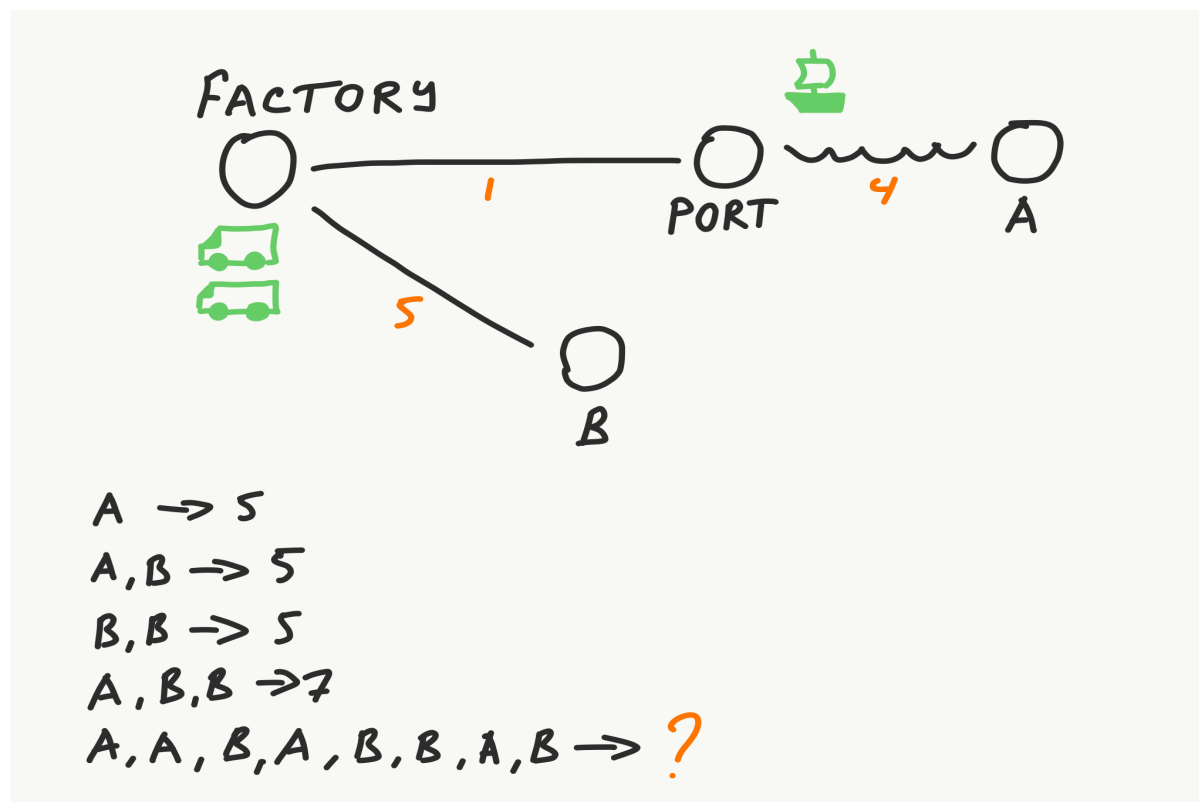 FACTORY
1
PORT
4
A
5
B
A → 5
A, B → 5
B, B → 5
A, B, B → 7
A, A, B, A, B, B, A, B → ?